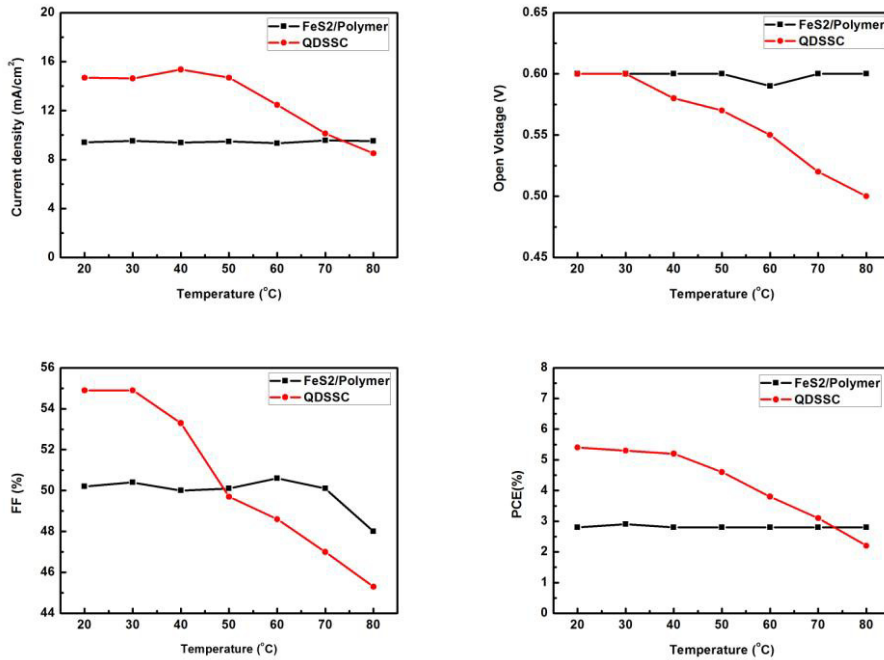 20
16
12
8
4
0
Current density (mA/cm²)
FeS2/Polymer
QDSSC
20 30 40 50 60 70 80
Temperature (°C)
0.65
0.60
0.55
0.50
0.45
Open Voltage (V)
FeS2/Polymer
QDSSC
20 30 40 50 60 70 80
Temperature (°C)
56
54
52
50
48
46
44
FF (%)
FeS2/Polymer
QDSSC
20 30 40 50 60 70 80
Temperature (°C)
8
7
6
5
4
3
2
1
0
PCE(%)
FeS2/Polymer
QDSSC
20 30 40 50 60 70 80
Temperature (°C)